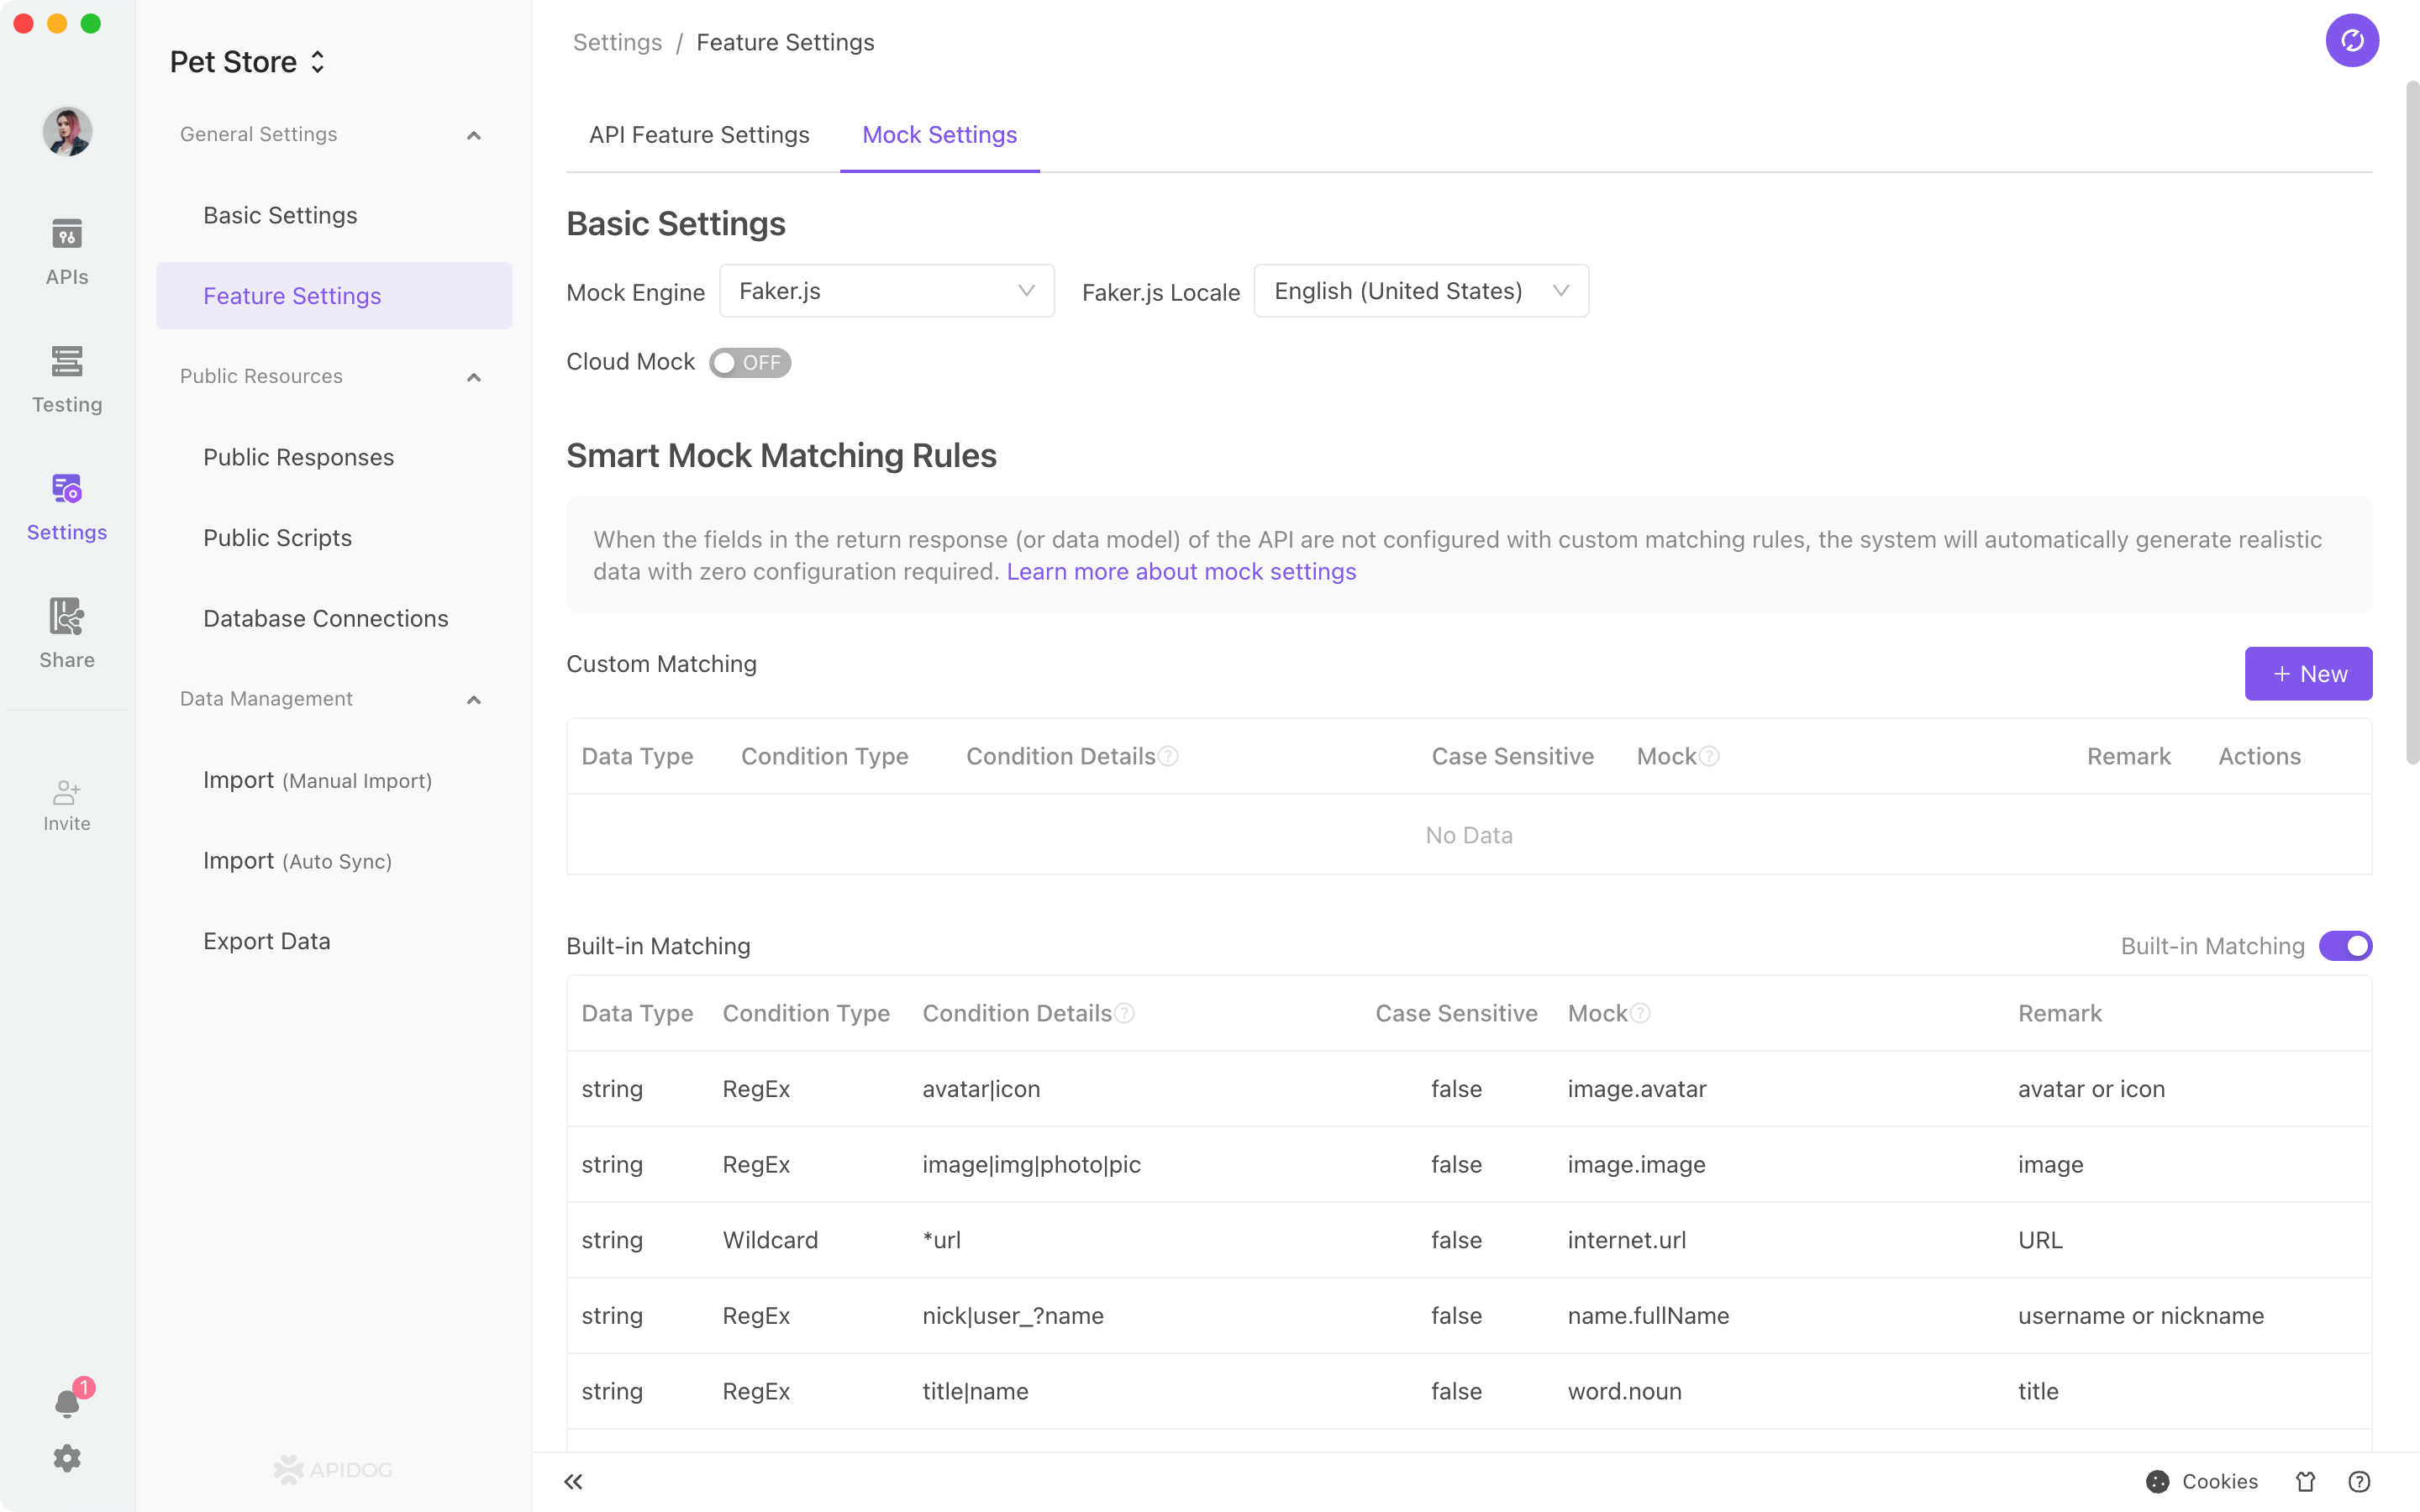 Pet Store
General Settings
Basic Settings
Feature Settings
Public Resources
Public Responses
Public Scripts
Database Connections
Data Management
Import (Manual Import)
Import (Auto Sync)
Export Data
APIDOG
APIs
Testing
Settings
Share
Invite
1
Settings / Feature Settings
API Feature Settings Mock Settings
Basic Settings
Mock Engine Faker.js Faker.js Locale English (United States)
Cloud Mock OFF
Smart Mock Matching Rules
When the fields in the return response (or data model) of the API are not configured with custom matching rules, the system will automatically generate realistic
data with zero configuration required. Learn more about mock settings
Custom Matching
+ New
Data Type Condition Type Condition Details? Case Sensitive Mock? Remark Actions
No Data
Built-in Matching Built-in Matching
Data Type Condition Type Condition Details? Case Sensitive Mock? Remark
string RegEx avatar|icon false image.avatar avatar or icon
string RegEx image|img|photo|pic false image.image image
string Wildcard *url false internet.url URL
string RegEx nick|user_?name false name.fullName username or nickname
string RegEx title|name false word.noun title
Cookies ?